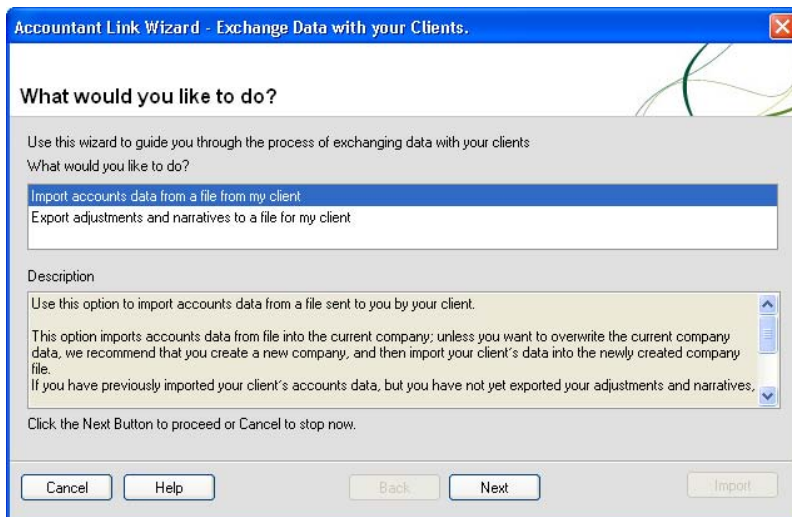 Accountant Link Wizard - Exchange Data with your Clients.
What would you like to do?
Use this wizard to guide you through the process of exchanging data with your clients
What would you like to do?
Import accounts data from a file from my client
Export adjustments and narratives to a file for my client
Description
Use this option to import accounts data from a file sent to you by your client.
This option imports accounts data from file into the current company; unless you want to overwrite the current company
data, we recommend that you create a new company, and then import your client's data into the newly created company
file.
If you have previously imported your client's accounts data, but you have not yet exported your adjustments and narratives,
Click the Next Button to proceed or Cancel to stop now.
Cancel Help Back Next Import